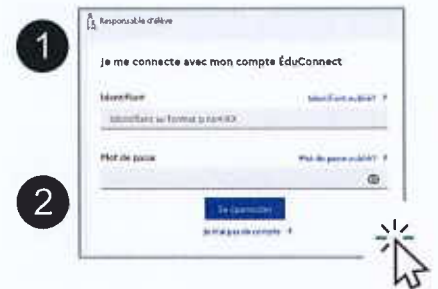 1
Responsable d'élève
Je me connecte avec mon compte ÉduConnect
Identifiant
Identifiant oublié ?
Identifiant au format p.nomXX
Mot de passe
Mot de passe oublié ?
2
Se connecter
Je n'ai pas de compte